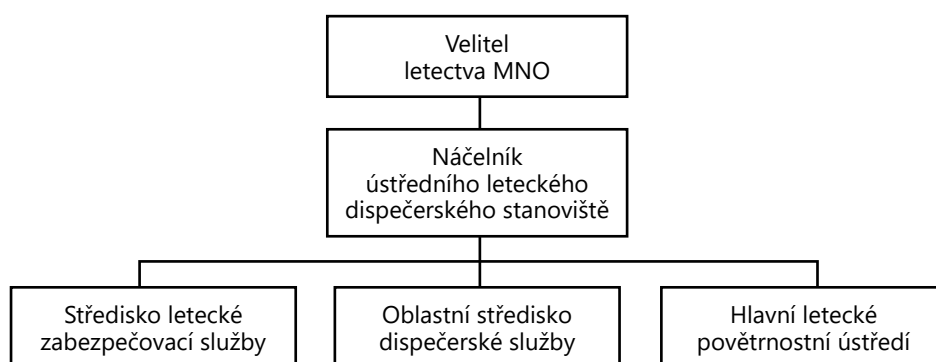 Velitel
letectva MNO
Náčelník
ústředního leteckého
dispečerského stanoviště
Středisko letecké
zabezpečovací služby
Oblastní středisko
dispečerské služby
Hlavní letecké
povětrnostní ústředí